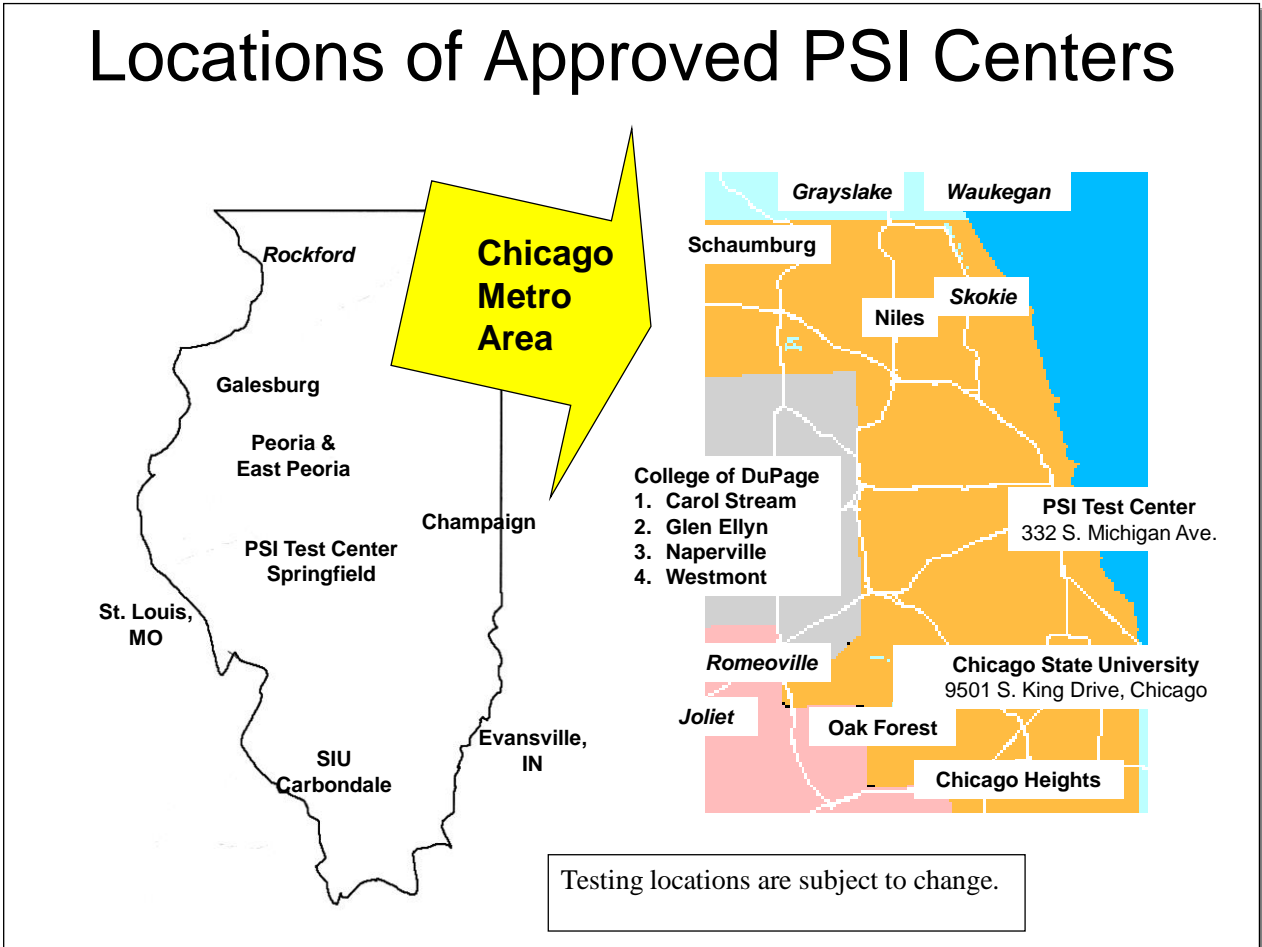 Locations of Approved PSI Centers
Chicago
Metro
Area
Rockford
Galesburg
Peoria &
East Peoria
Champaign
PSI Test Center
Springfield
St. Louis,
MO
Evansville,
IN
SIU
Carbondale
Grayslake
Waukegan
Schaumburg
Skokie
Niles
College of DuPage
1. Carol Stream
2. Glen Ellyn
3. Naperville
4. Westmont
PSI Test Center
332 S. Michigan Ave.
Romeoville
Chicago State University
9501 S. King Drive, Chicago
Joliet
Oak Forest
Chicago Heights
Testing locations are subject to change.